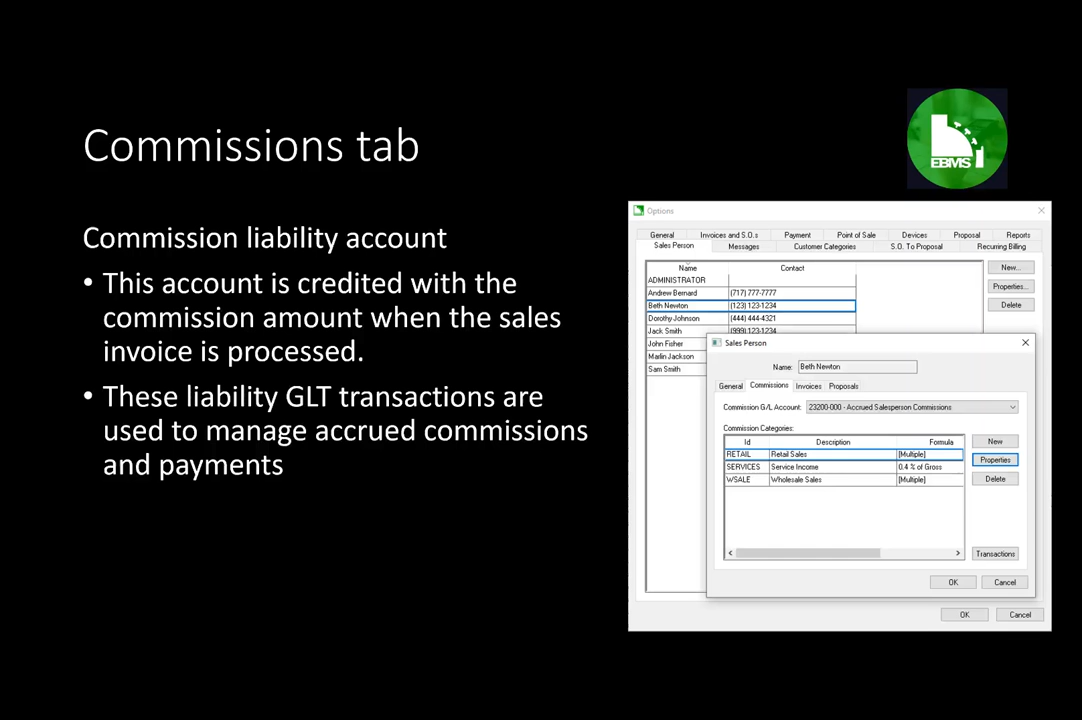 Commissions tab
EBMS
Commission liability account
• This account is credited with the
commission amount when the sales
invoice is processed.
• These liability GLT transactions are
used to manage accrued commissions
and payments
Options
General Invoices and S.O.s Payment Point of Sale Devices Proposal Reports
Sales Person Messages Customer Categories S.O. To Proposal Recurring Billing
Name Contact New...
ADMINISTRATOR
Andrew Bernard (717) 777-7777 Properties...
Beth Newton (123) 123-1234 Delete
Dorothy Johnson (444) 444-4321
Jack Smith (999) 123-1234
John Fisher
Marlin Jackson
Sam Smith
Sales Person
Name: Beth Newton
General Commissions Invoices Proposals
Commission G/L Account: 23200-000 - Accrued Salesperson Commissions
Commission Categories:
Id Description Formula New
RETAIL Retail Sales [Multiple] Properties
SERVICES Service Income 0.4 % of Gross
WSALE Wholesale Sales [Multiple] Delete
Transactions
OK Cancel
OK Cancel